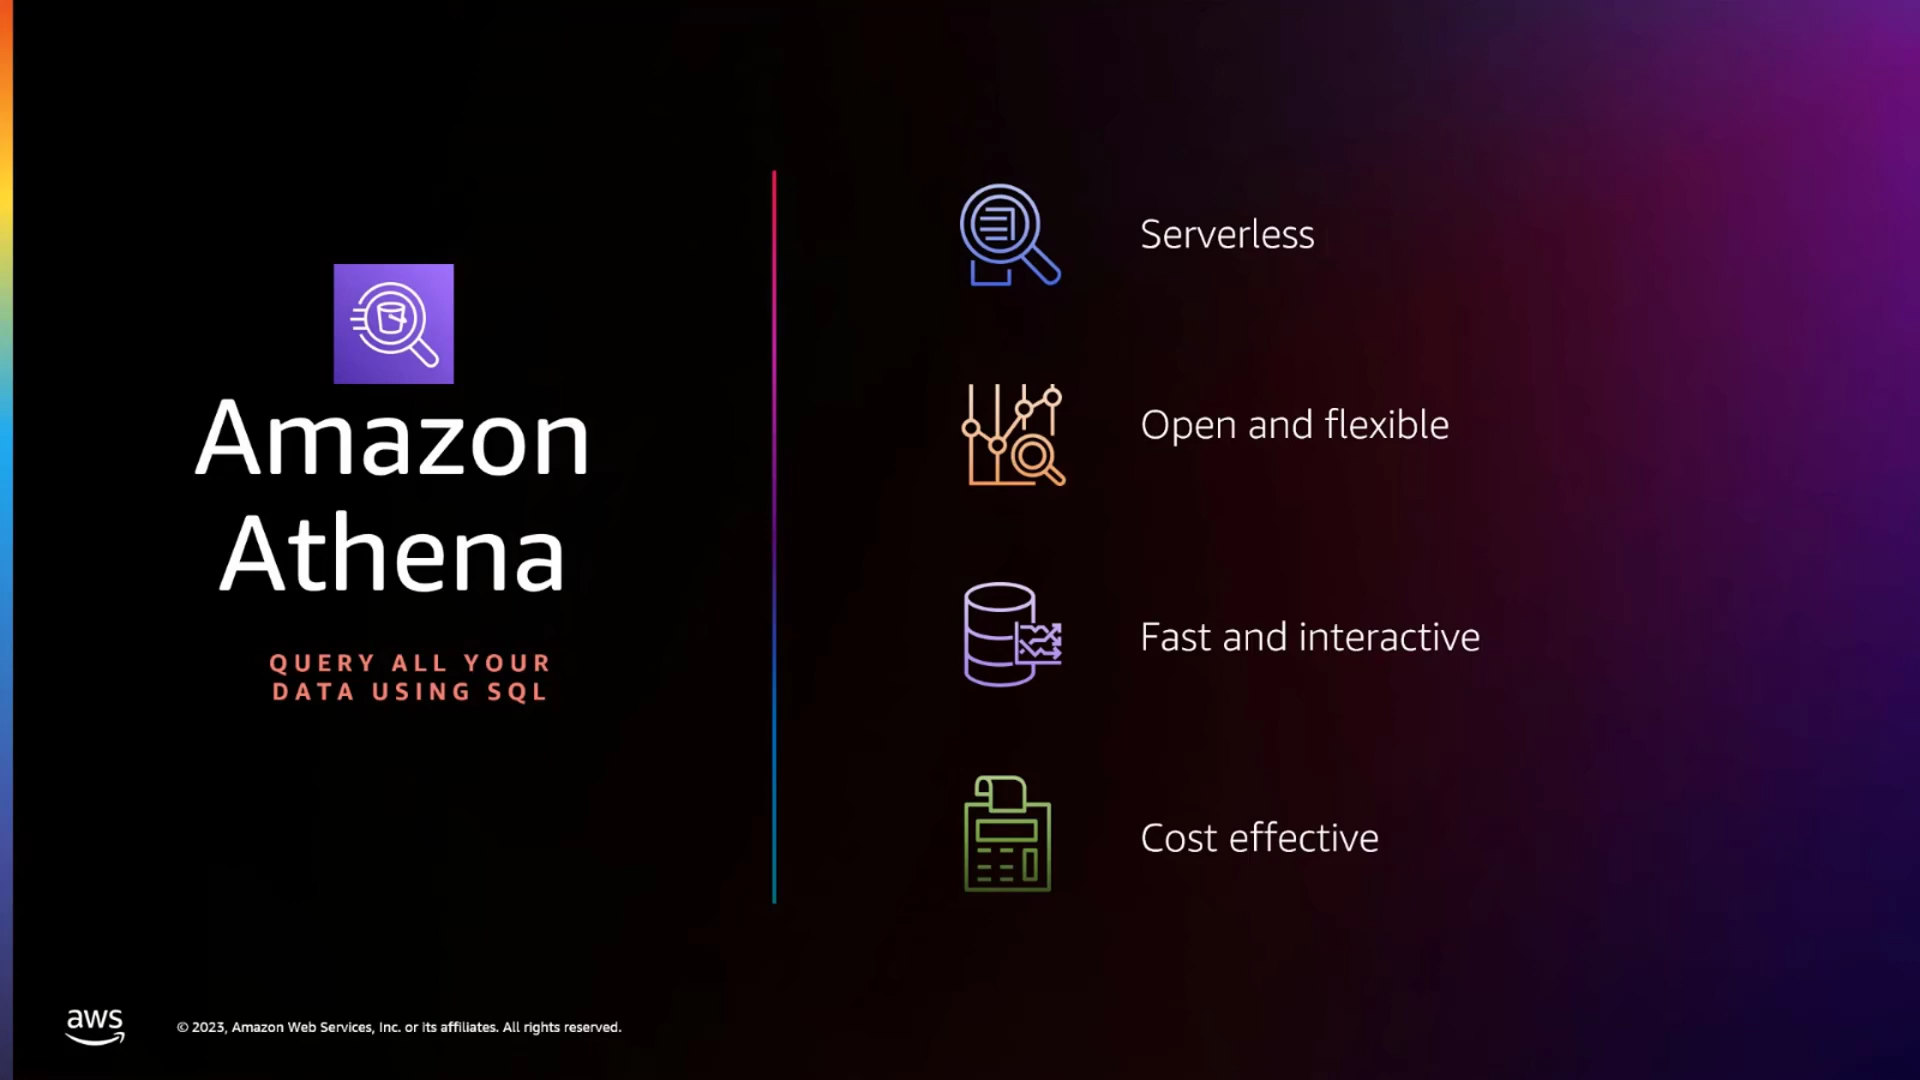 Amazon
Athena
QUERY ALL YOUR
DATA USING SQL
Serverless
Open and flexible
Fast and interactive
Cost effective
aws
© 2023, Amazon Web Services, Inc. or its affiliates. All rights reserved.